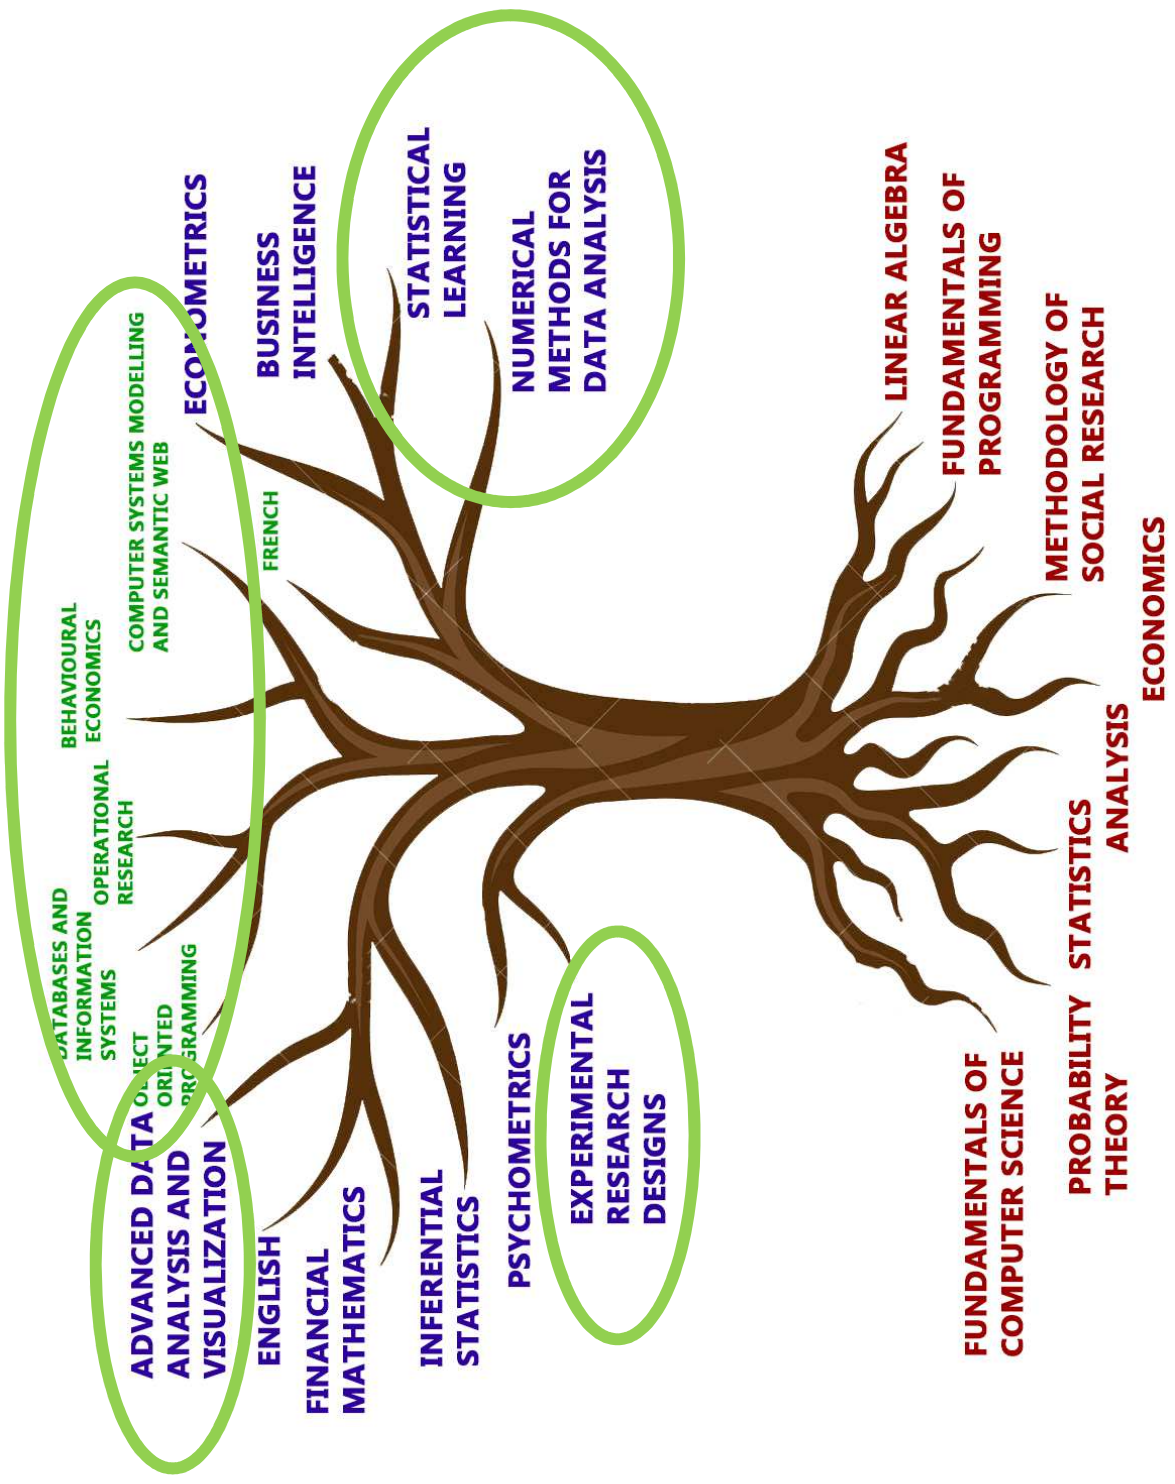 ADVANCED DATA
ANALYSIS AND
VISUALIZATION
ENGLISH
FINANCIAL
MATHEMATICS
INFERENTIAL
STATISTICS
PSYCHOMETRICS
EXPERIMENTAL
RESEARCH
DESIGNS
DATABASES AND
INFORMATION
SYSTEMS
OBJECT
ORIENTED
PROGRAMMING
OPERATIONAL
RESEARCH
BEHAVIOURAL
ECONOMICS
COMPUTER SYSTEMS MODELLING
AND SEMANTIC WEB
FRENCH
ECONOMETRICS
BUSINESS
INTELLIGENCE
STATISTICAL
LEARNING
NUMERICAL
METHODS FOR
DATA ANALYSIS
FUNDAMENTALS OF
COMPUTER SCIENCE
PROBABILITY
THEORY
STATISTICS
ANALYSIS
ECONOMICS
METHODOLOGY OF
SOCIAL RESEARCH
FUNDAMENTALS OF
PROGRAMMING
LINEAR ALGEBRA